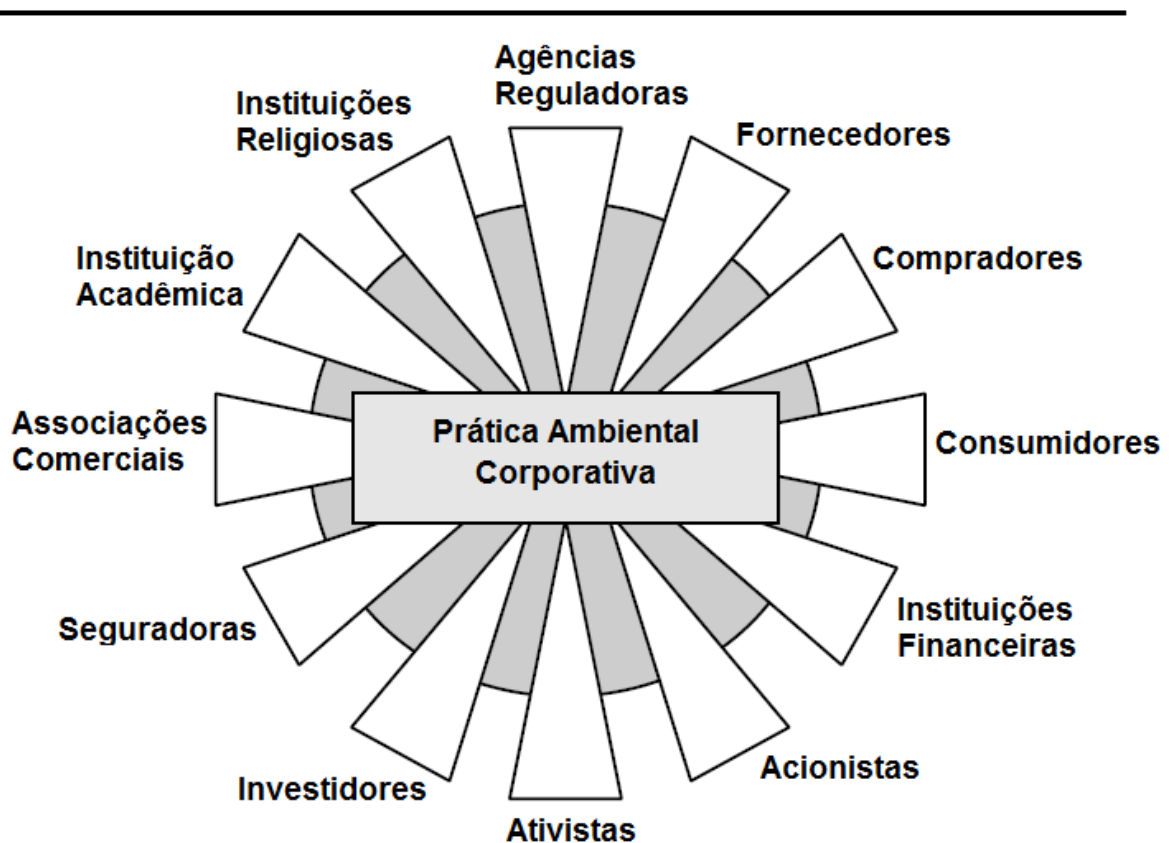 Agências
Reguladoras
Instituições
Religiosas
Fornecedores
Instituição
Acadêmica
Compradores
Associações
Comerciais
Prática Ambiental
Corporativa
Consumidores
Seguradoras
Instituições
Financeiras
Investidores
Acionistas
Ativistas